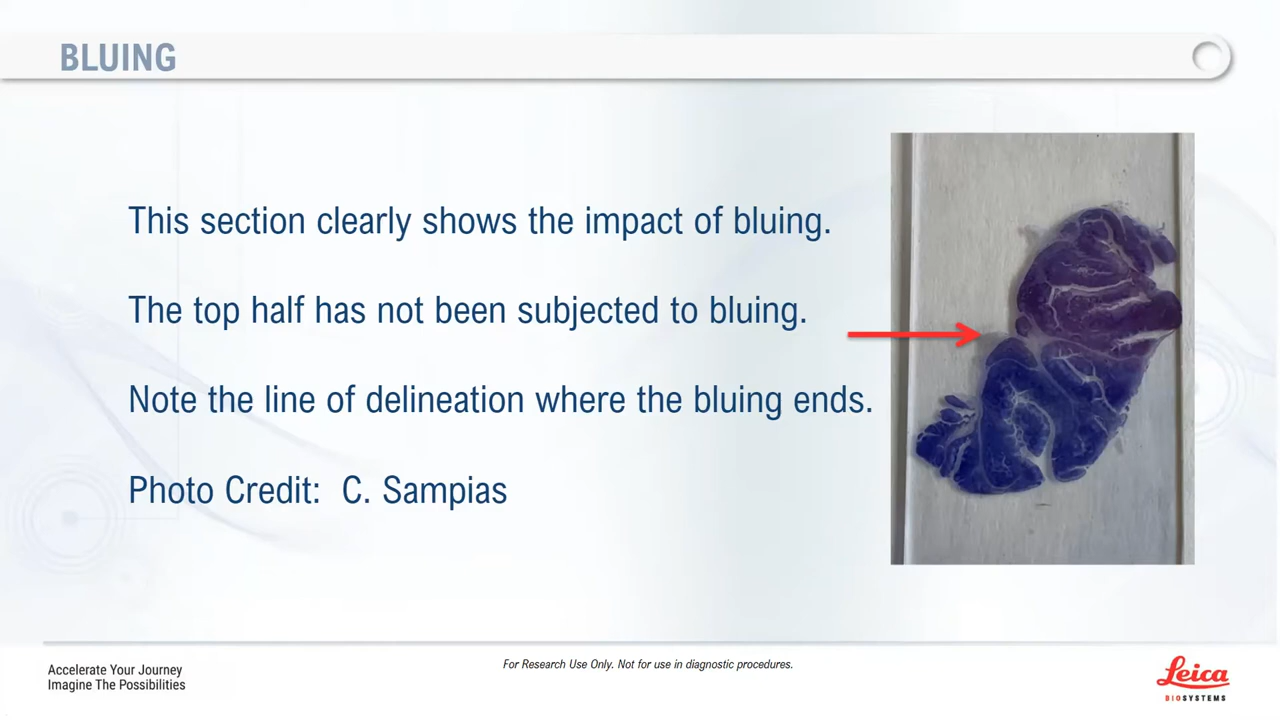 BLUING
This section clearly shows the impact of bluing.
The top half has not been subjected to bluing.
Note the line of delineation where the bluing ends.
Photo Credit: C. Sampias
Accelerate Your Journey
Imagine The Possibilities
For Research Use Only. Not for use in diagnostic procedures.
Leica
BIOSYSTEMS